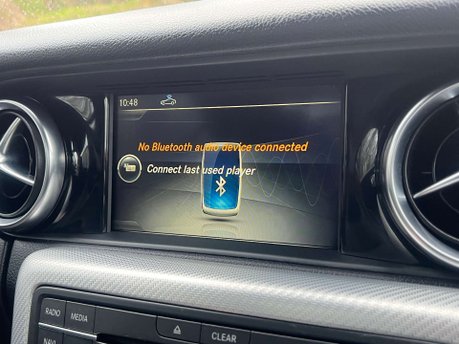 10:48
No Bluetooth audio device connected
Connect last used player
RADIO
MEDIA
NAVI
CLEAR